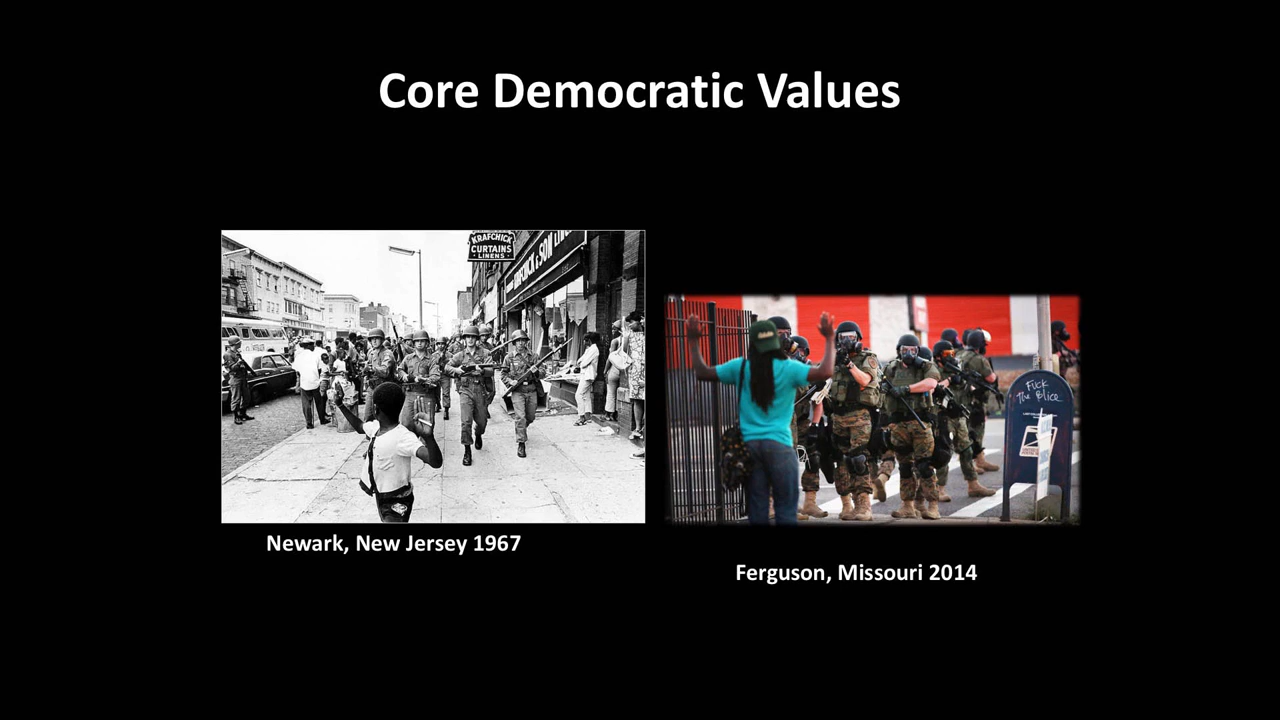 Core Democratic Values
KRAFCHICK
CURTAINS
LINENS
Fuck
The Police
Newark, New Jersey 1967
Ferguson, Missouri 2014